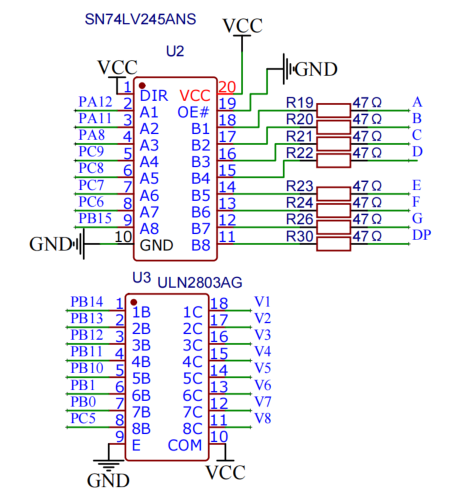 SN74LV245ANS
U2
VCC
VCC
GND
1 DIR VCC 20
PA12 2 A1 OE# 19
PA11 3 A2 B1 18 R19 47Ω A
PA8 4 A3 B2 17 R20 47Ω B
PC9 5 A4 B3 16 R21 47Ω C
PC8 6 A5 B4 15 R22 47Ω D
PC7 7 A6 B5 14 R23 47Ω E
PC6 8 A7 B6 13 R24 47Ω F
PB15 9 A8 B7 12 R26 47Ω G
GND 10 GND B8 11 R30 47Ω DP
U3 ULN2803AG
PB14 1 1B 1C 18 V1
PB13 2 2B 2C 17 V2
PB12 3 3B 3C 16 V3
PB11 4 4B 4C 15 V4
PB10 5 5B 5C 14 V5
PB1 6 6B 6C 13 V6
PB0 7 7B 7C 12 V7
PC5 8 8B 8C 11 V8
9 E COM 10
GND VCC